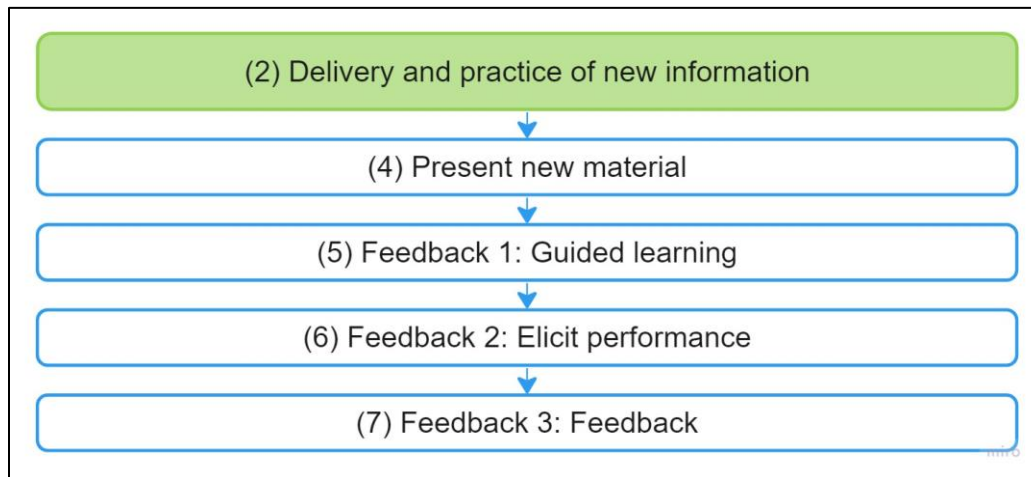 (2) Delivery and practice of new information
(4) Present new material
(5) Feedback 1: Guided learning
(6) Feedback 2: Elicit performance
(7) Feedback 3: Feedback
miro